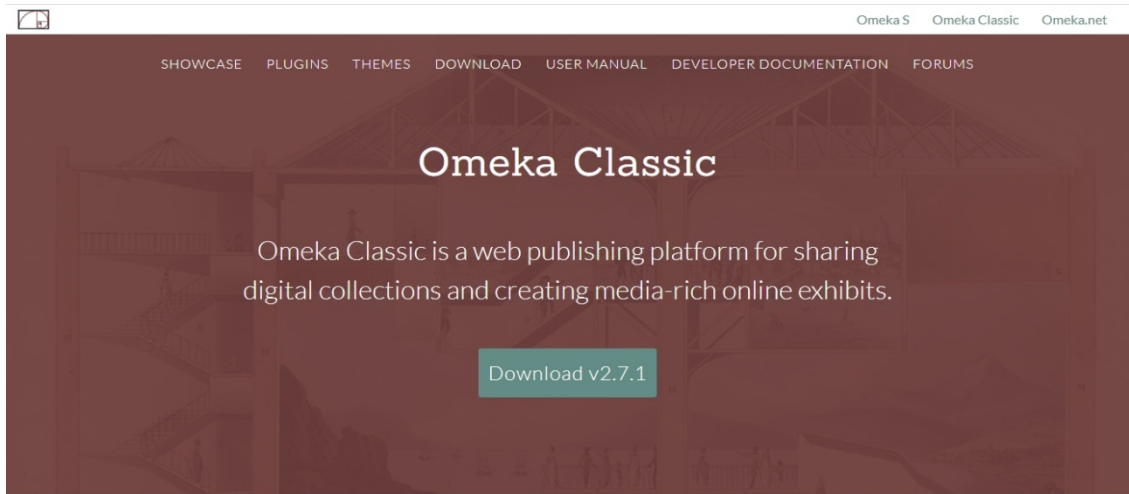 Omeka S Omeka Classic Omeka.net
SHOWCASE PLUGINS THEMES DOWNLOAD USER MANUAL DEVELOPER DOCUMENTATION FORUMS
Omeka Classic
Omeka Classic is a web publishing platform for sharing
digital collections and creating media-rich online exhibits.
Download v2.7.1